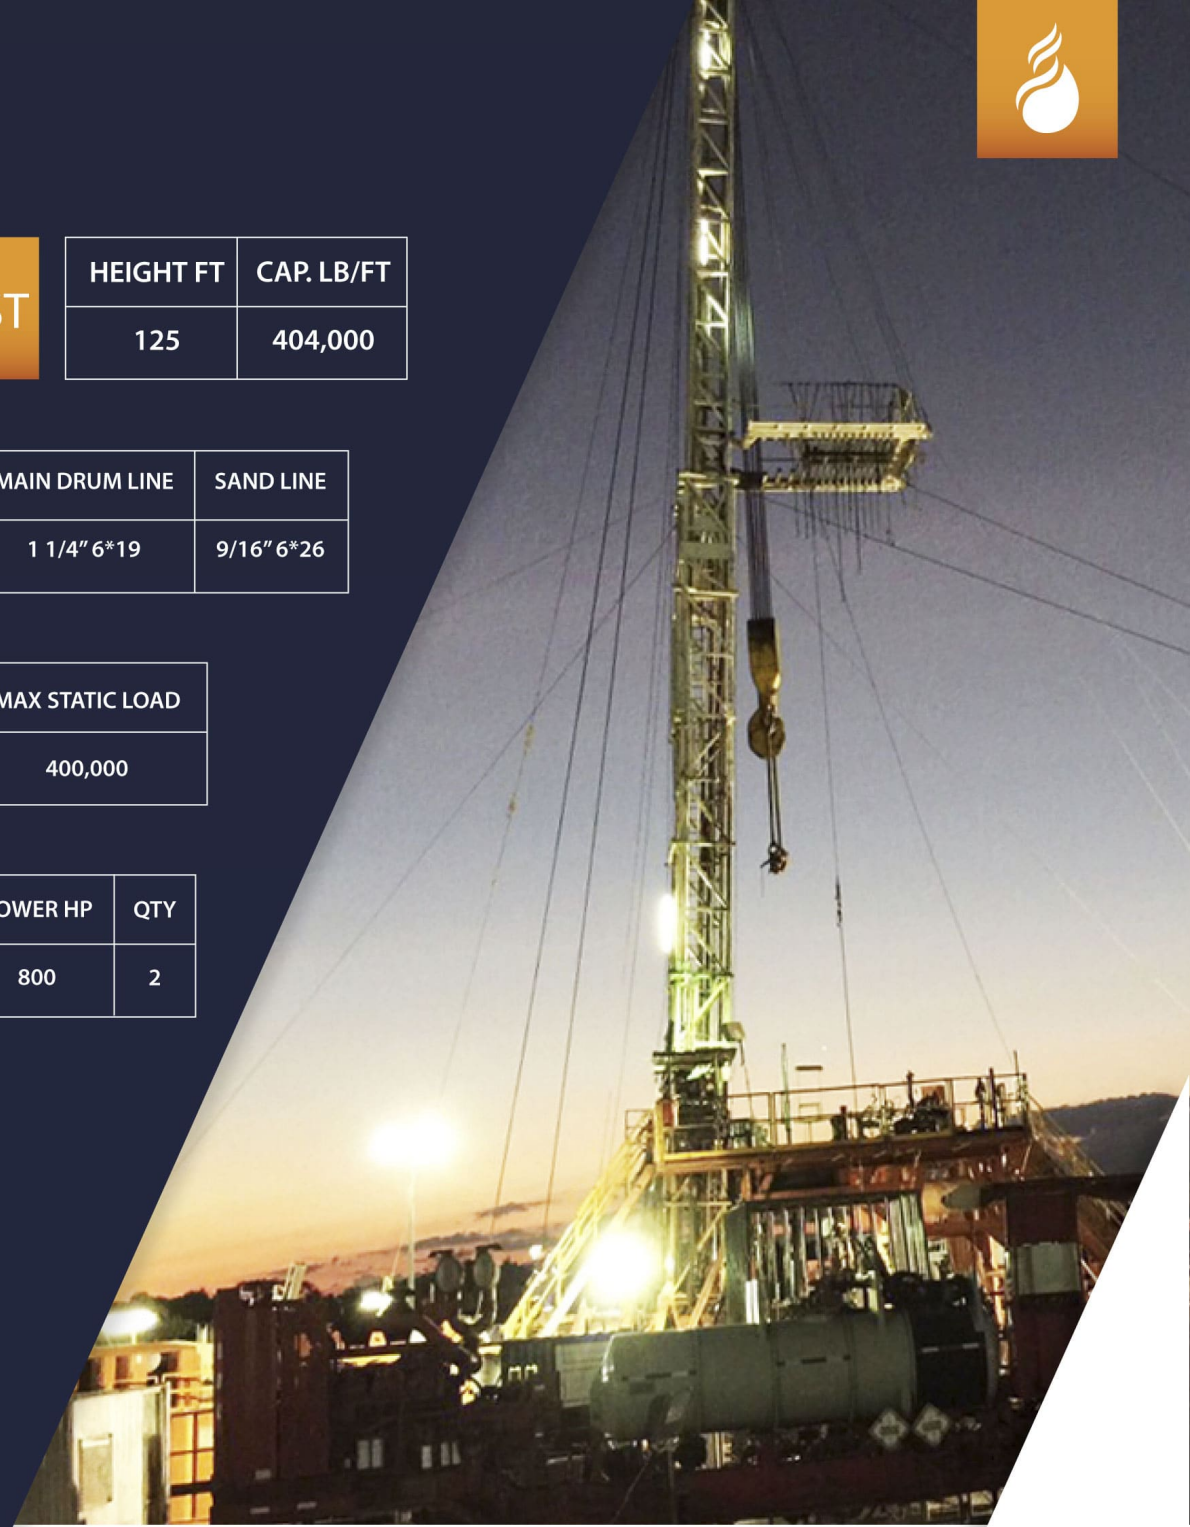 ST
HEIGHT FT CAP. LB/FT
125 404,000
MAIN DRUM LINE SAND LINE
1 1/4” 6*19 9/16” 6*26
MAX STATIC LOAD
400,000
OWER HP QTY
800 2